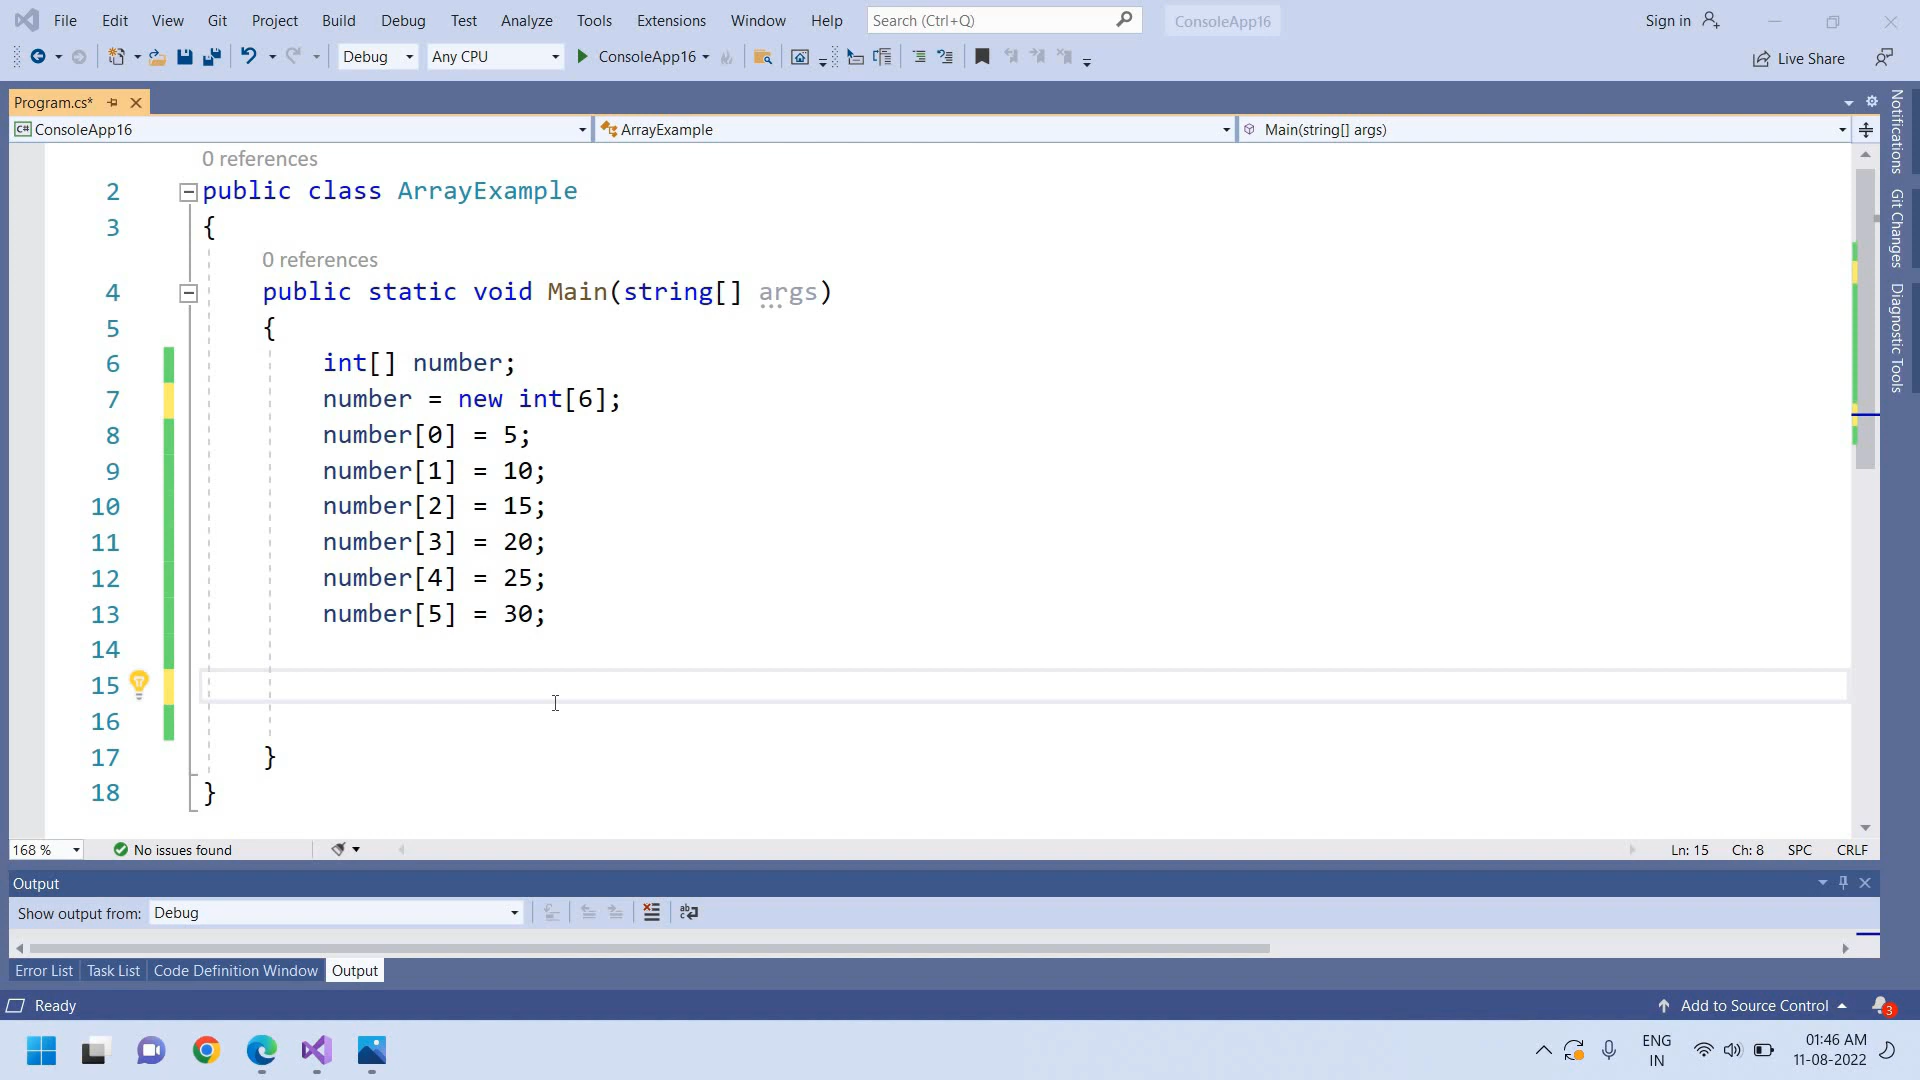 File Edit View Git Project Build Debug Test Analyze Tools Extensions Window Help Search (Ctrl+Q) ConsoleApp16 Sign in
Debug Any CPU ConsoleApp16 Live Share
Program.cs*
C# ConsoleApp16 ArrayExample Main(string[] args)
0 references
2 public class ArrayExample
3 {
0 references
4 public static void Main(string[] args)
5 {
6 int[] number;
7 number = new int[6];
8 number[0] = 5;
9 number[1] = 10;
10 number[2] = 15;
11 number[3] = 20;
12 number[4] = 25;
13 number[5] = 30;
14
15
16
17 }
18 }
Notifications
Git Changes
Diagnostic Tools
168 % No issues found Ln: 15 Ch: 8 SPC CRLF
Output
Show output from: Debug
Error List Task List Code Definition Window Output
Ready Add to Source Control 3
ENG
IN
01:46 AM
11-08-2022